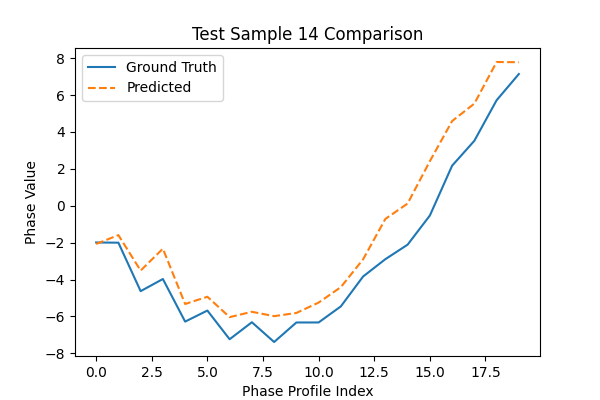 Test Sample 14 Comparison
Ground Truth
Predicted
8
6
4
2
0
−2
−4
−6
−8
Phase Value
0.0 2.5 5.0 7.5 10.0 12.5 15.0 17.5
Phase Profile Index